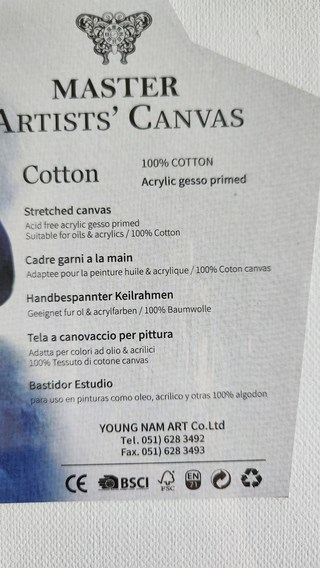 MASTER
ARTISTS' CANVAS
Cotton
100% COTTON
Acrylic gesso primed
Stretched canvas
Acid free acrylic gesso primed
Suitable for oils & acrylics / 100% Cotton
Cadre garni a la main
Adaptee pour la peinture huile & acrylique / 100% Coton canvas
Handbespannter Keilrahmen
Geeignet fur ol & acrylfarben / 100% Baumwolle
Tela a canovaccio per pittura
Adatta per colori ad olio & acrilici
100% Tessuto di cotone canvas
Bastidor Estudio
para uso en pinturas como oleo, acrilico y otras 100% algodon
YOUNG NAM ART Co.Ltd
Tel. 051) 628 3492
Fax. 051) 628 3493
CE BSCI FSC EN 71